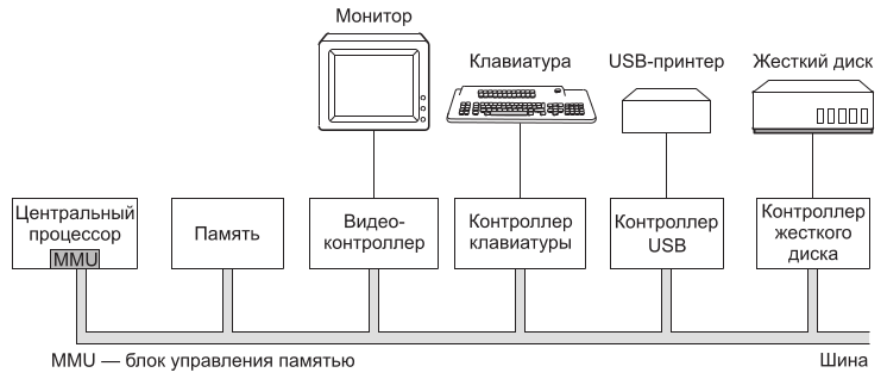 Монитор
Клавиатура
USB-принтер
Жесткий диск
Центральный
процессор
MMU
Память
Видео-
контроллер
Контроллер
клавиатуры
Контроллер
USB
Контроллер
жесткого
диска
MMU — блок управления памятью
Шина